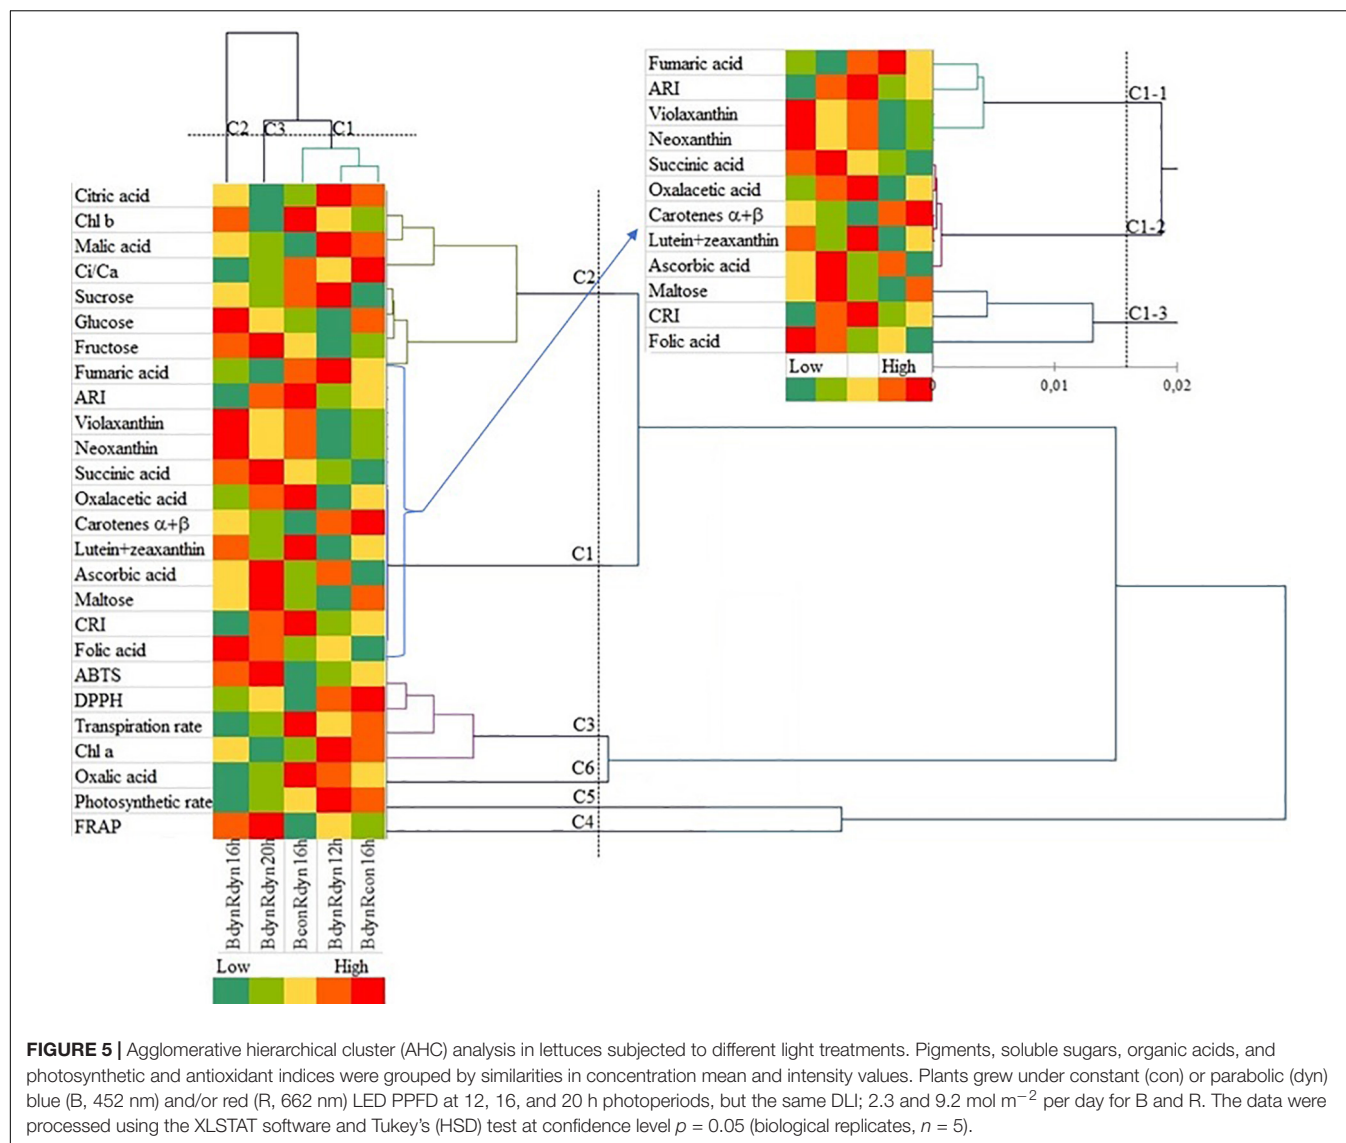 C2 C3 C1
Citric acid
Chl b
Malic acid
Ci/Ca
Sucrose
Glucose
Fructose
Fumaric acid
ARI
Violaxanthin
Neoxanthin
Succinic acid
Oxalacetic acid
Carotenes α+β
Lutein+zeaxanthin
Ascorbic acid
Maltose
CRI
Folic acid
ABTS
DPPH
Transpiration rate
Chl a
Oxalic acid
Photosynthetic rate
FRAP
C2
C1
C3
C6
C5
C4
BdynRdyn16h
BdynRdyn20h
BconRdyn16h
BdynRdyn12h
BdynRcon16h
Low High
Fumaric acid
ARI
Violaxanthin
Neoxanthin
Succinic acid
Oxalacetic acid
Carotenes α+β
Lutein+zeaxanthin
Ascorbic acid
Maltose
CRI
Folic acid
C1-1
C1-2
C1-3
Low High
0 0,01 0,02
FIGURE 5 | Agglomerative hierarchical cluster (AHC) analysis in lettuces subjected to different light treatments. Pigments, soluble sugars, organic acids, and
photosynthetic and antioxidant indices were grouped by similarities in concentration mean and intensity values. Plants grew under constant (con) or parabolic (dyn)
blue (B, 452 nm) and/or red (R, 662 nm) LED PPFD at 12, 16, and 20 h photoperiods, but the same DLI; 2.3 and 9.2 mol m⁻² per day for B and R. The data were
processed using the XLSTAT software and Tukey's (HSD) test at confidence level p = 0.05 (biological replicates, n = 5).